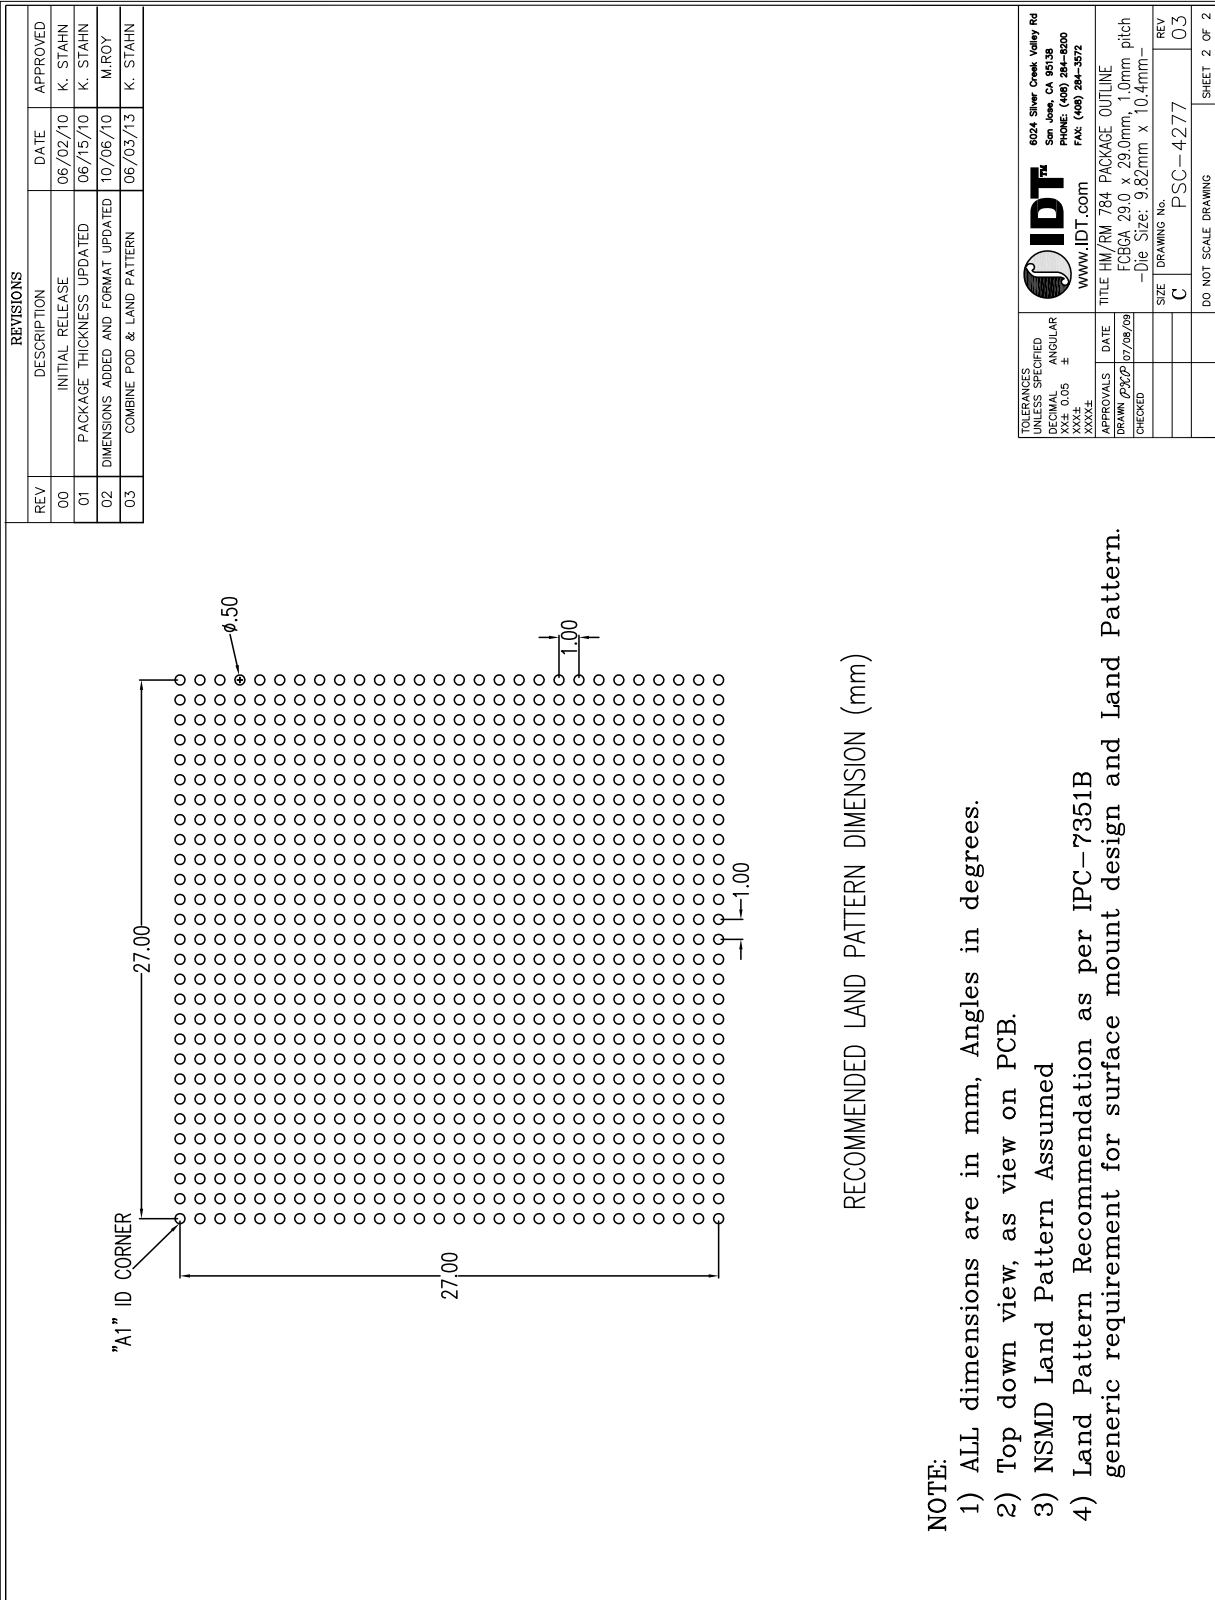 REVISIONS
REV DESCRIPTION DATE APPROVED
00 INITIAL RELEASE 06/02/10 K. STAHN
01 PACKAGE THICKNESS UPDATED 06/15/10 K. STAHN
02 DIMENSIONS ADDED AND FORMAT UPDATED 10/06/10 M.ROY
03 COMBINE POD & LAND PATTERN 06/03/13 K. STAHN
"A1" ID CORNER
27.00
ø.50
27.00
1.00
1.00
RECOMMENDED LAND PATTERN DIMENSION (mm)
NOTE:
1) ALL dimensions are in mm, Angles in degrees.
2) Top down view, as view on PCB.
3) NSMD Land Pattern Assumed
4) Land Pattern Recommendation as per IPC-7351B
generic requirement for surface mount design and Land Pattern.
TOLERANCES
UNLESS SPECIFIED
DECIMAL ANGULAR
XX± 0.05 ±
XXX±
XXXX±
IDT™
www.IDT.com
6024 Silver Creek Valley Rd
San Jose, CA 95138
PHONE: (408) 284-8200
FAX: (408) 284-3572
APPROVALS DATE
DRAWN 07/08/09
CHECKED
TITLE HM/RM 784 PACKAGE OUTLINE
FCBGA 29.0 x 29.0mm, 1.0mm pitch
-Die Size: 9.82mm x 10.4mm-
SIZE DRAWING No. REV
C PSC-4277 03
DO NOT SCALE DRAWING SHEET 2 OF 2